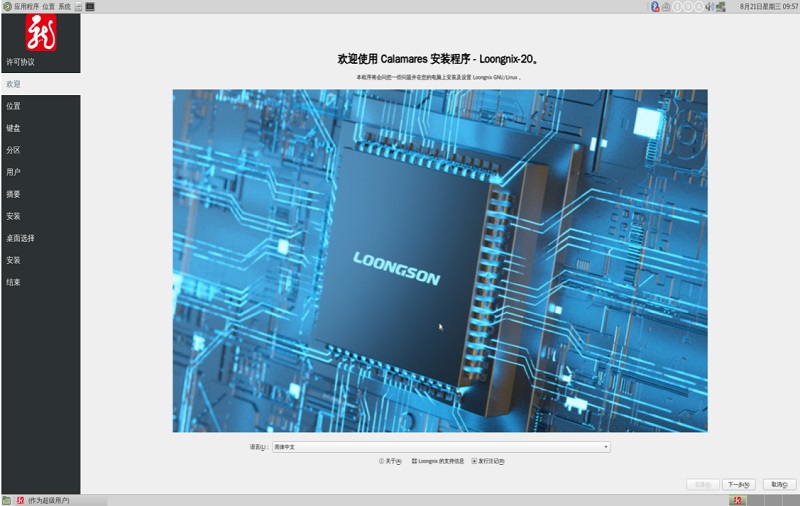 应用程序 位置 系统
8月21日星期三 09:57
许可协议
欢迎
位置
键盘
分区
用户
摘要
安装
桌面选择
安装
结束
欢迎使用 Calamares 安装程序 - Loongnix-20。
本程序将会问您一些问题并在您的电脑上安装及设置 Loongnix GNU/Linux 。
LOONGSON
语言(L): 简体中文
关于(A) Loongnix 的支持信息 发行注记(R)
下一步(N) 取消(C)
(作为超级用户)